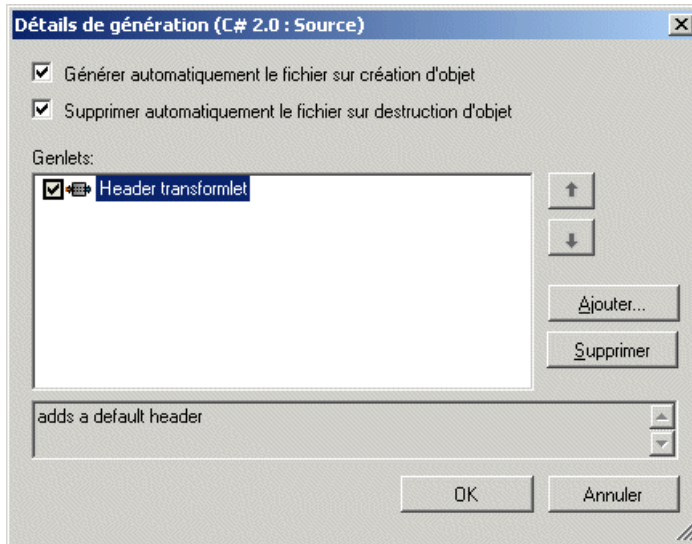 Détails de génération (C# 2.0 : Source)
Générer automatiquement le fichier sur création d'objet
Supprimer automatiquement le fichier sur destruction d'objet
Genlets:
Header transformlet
Ajouter...
Supprimer
adds a default header
OK
Annuler